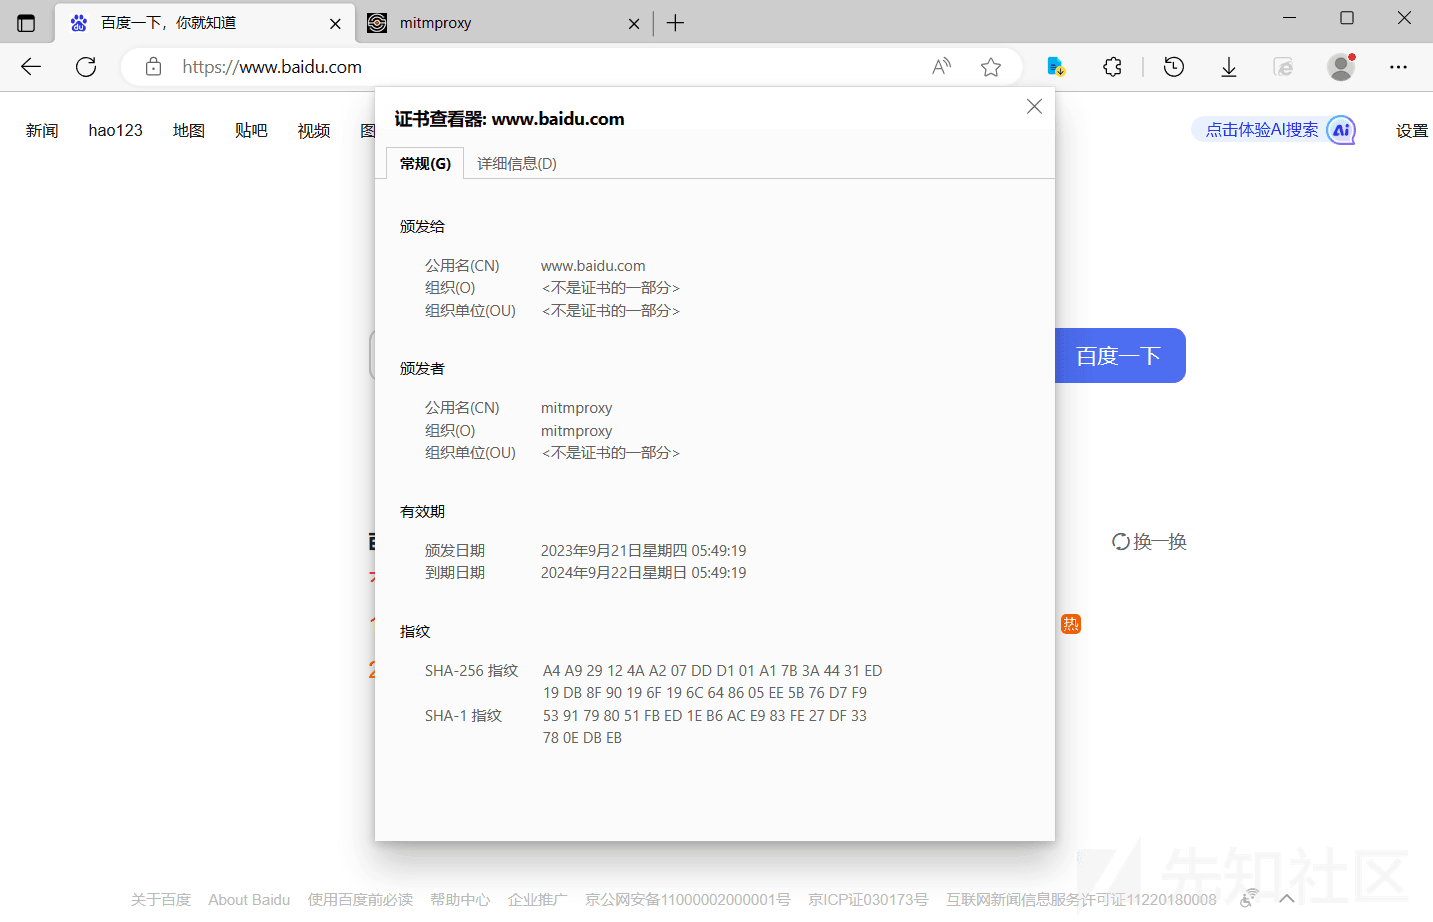 百度一下，你就知道
mitmproxy
https://www.baidu.com
新闻 hao123 地图 贴吧 视频 图
点击体验AI搜索 Ai 设置
证书查看器: www.baidu.com
常规(G) 详细信息(D)
颁发给
公用名(CN) www.baidu.com
组织(O) <不是证书的一部分>
组织单位(OU) <不是证书的一部分>
百度一下
颁发者
公用名(CN) mitmproxy
组织(O) mitmproxy
组织单位(OU) <不是证书的一部分>
有效期
颁发日期 2023年9月21日星期四 05:49:19
到期日期 2024年9月22日星期日 05:49:19
换一换
热
指纹
SHA-256 指纹 A4 A9 29 12 4A A2 07 DD D1 01 A1 7B 3A 44 31 ED
19 DB 8F 90 19 6F 19 6C 64 86 05 EE 5B 76 D7 F9
SHA-1 指纹 53 91 79 80 51 FB ED 1E B6 AC E9 83 FE 27 DF 33
78 0E DB EB
先知社区
关于百度 About Baidu 使用百度前必读 帮助中心 企业推广 京公网安备11000002000001号 京ICP证030173号 互联网新闻信息服务许可证11220180008